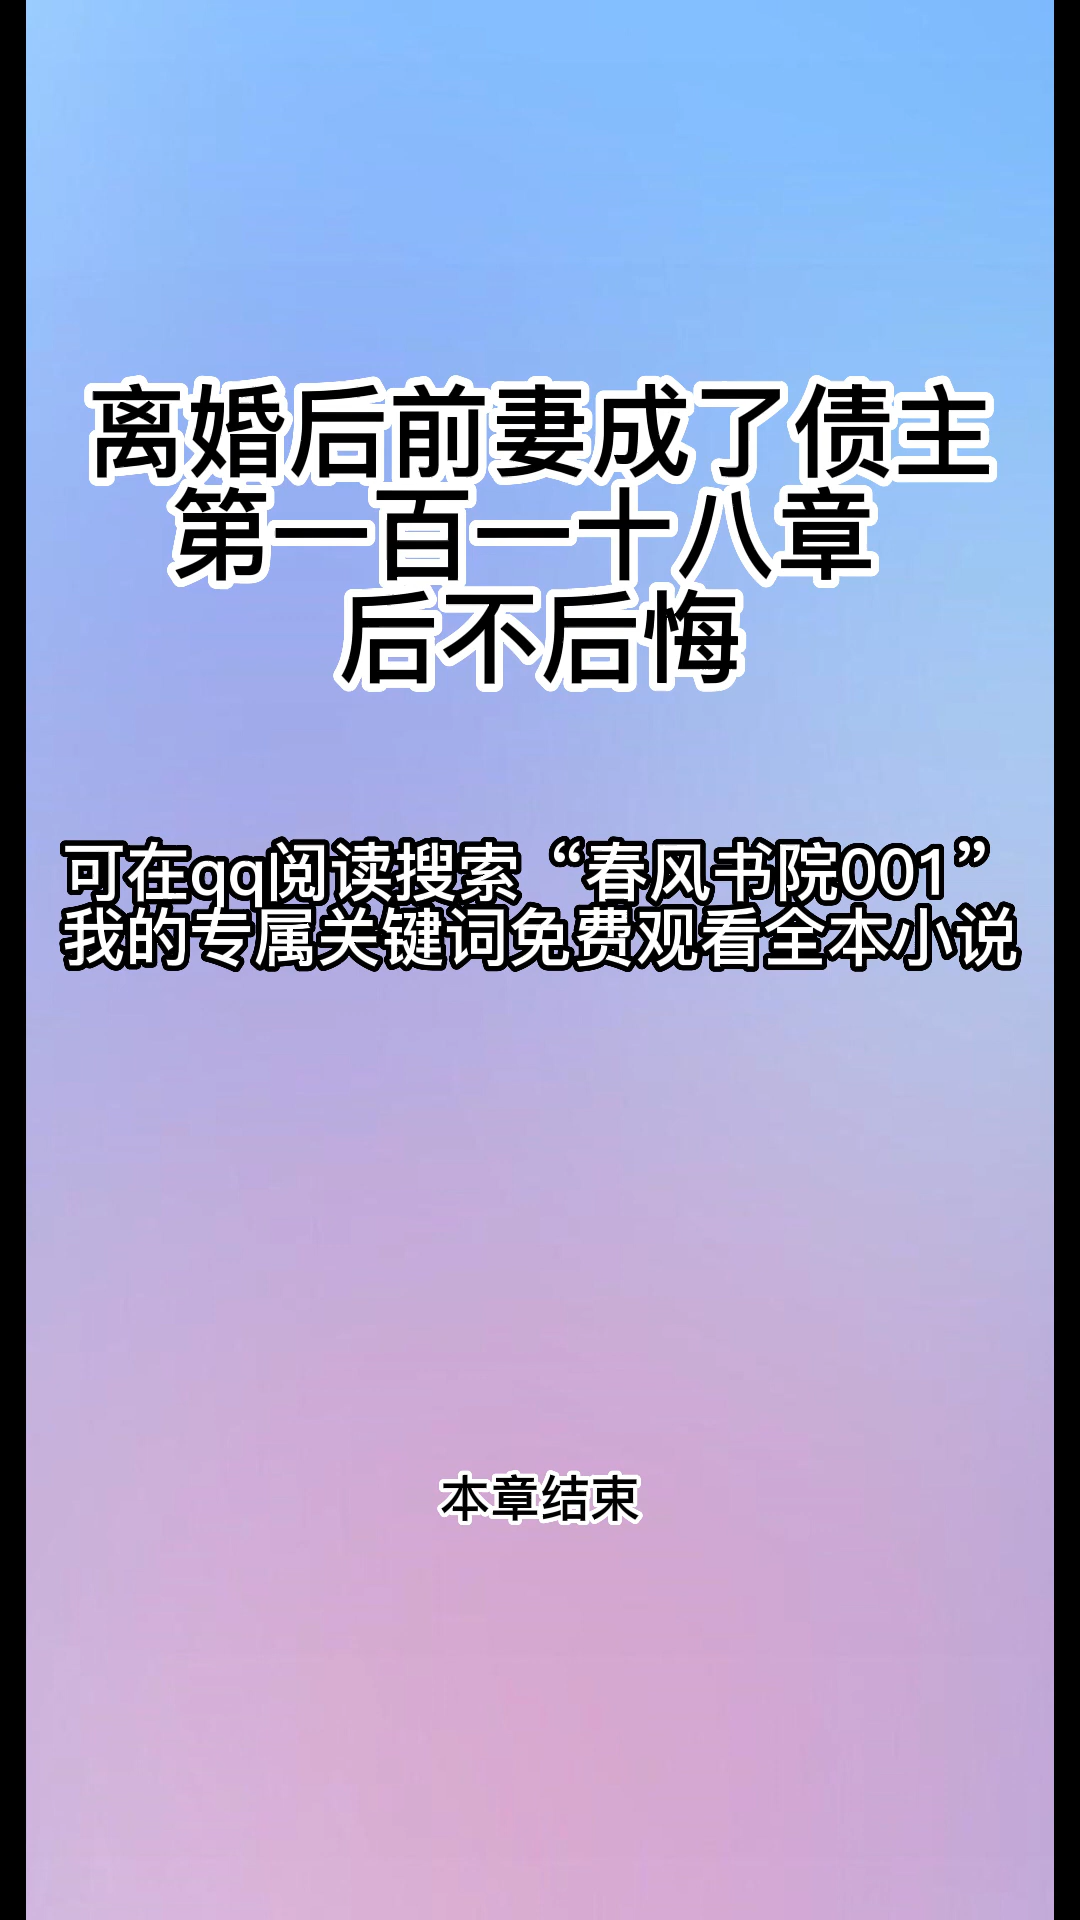 离婚后前妻成了债主
第一百一十八章
后不后悔
可在qq阅读搜索“春风书院001”
我的专属关键词免费观看全本小说
本章结束